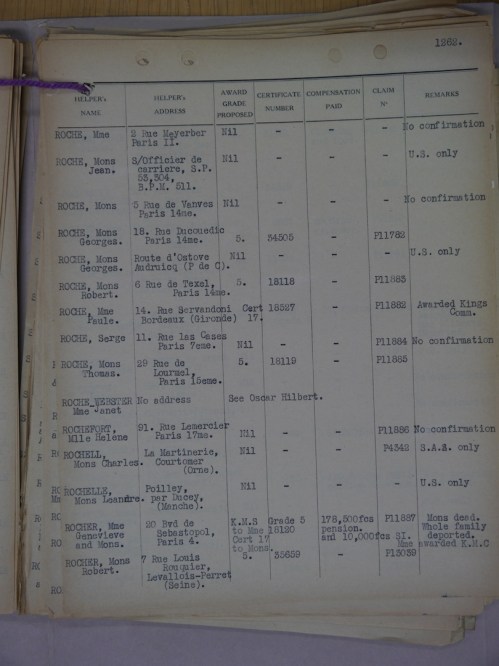 1262.
HELPER's NAME HELPER's ADDRESS AWARD GRADE PROPOSED CERTIFICATE NUMBER COMPENSATION PAID CLAIM Nº REMARKS
ROCHE, Mme 2 Rue Meyerber Nil - - - No confirmation
Paris II.
ROCHE, Mons S/Officier de Nil - - - U.S. only
Jean. carriere, S.P.
53,304,
B.P.M. 511.
ROCHE, Mons 5 Rue de Vanves Nil - - - No confirmation
Paris 14me.
ROCHE, Mons 18. Rue Ducouedic
Georges. Paris 14me. 5. 34505 - F11782
ROCHE, Mons Route d'Ostove Nil - - - U.S. only
Georges. Audruicq (P de C).
ROCHE, Mons 6 Rue de Texel, 5. 18118 - F11883
Robert. Paris 14me.
ROCHE, Mme 14. Rue Servandoni Cert 18527 - F11882 Awarded Kings
Paule. Bordeaux (Gironde) 17. Comm.
ROCHE, Serge 11. Rue las Cases F11884 No confirmation
Paris 7eme. Nil - -
ROCHE, Mons 29 Rue de 5. 18119 - F11885
Thomas. Lourmel,
Paris 15eme.
ROCHE_WEBSTER No address See Oscar Hilbert.
Mme Janet
ROCHEFORT, 91. Rue Lemercier F11886 No confirmation
Mlle Helene Paris 17me. Nil - -
ROCHELL, La Martinerie, Nil - - F4342 S.A.S. only
Mons Charles. Courtomer
(Orne).
ROCHELLE, Poilley, Nil - - - U.S. only
Mons Leandre. par Ducey,
(Manche).
ROCHER, Mme 20 Bvd de K.M.S Grade 5 178,500fcs F11887 Mons dead.
Genevieve Sebastopol, to Mme 18120 pension. Whole family
and Mons. Paris 4. Cert 17 and 10,000fcs SI. deported.
to Mons. Mme awarded K.M.C
ROCHER, Mons 7 Rue Louis 5. 35659 - F13039
Robert. Rouquier,
Levallois-Perret
(Seine).